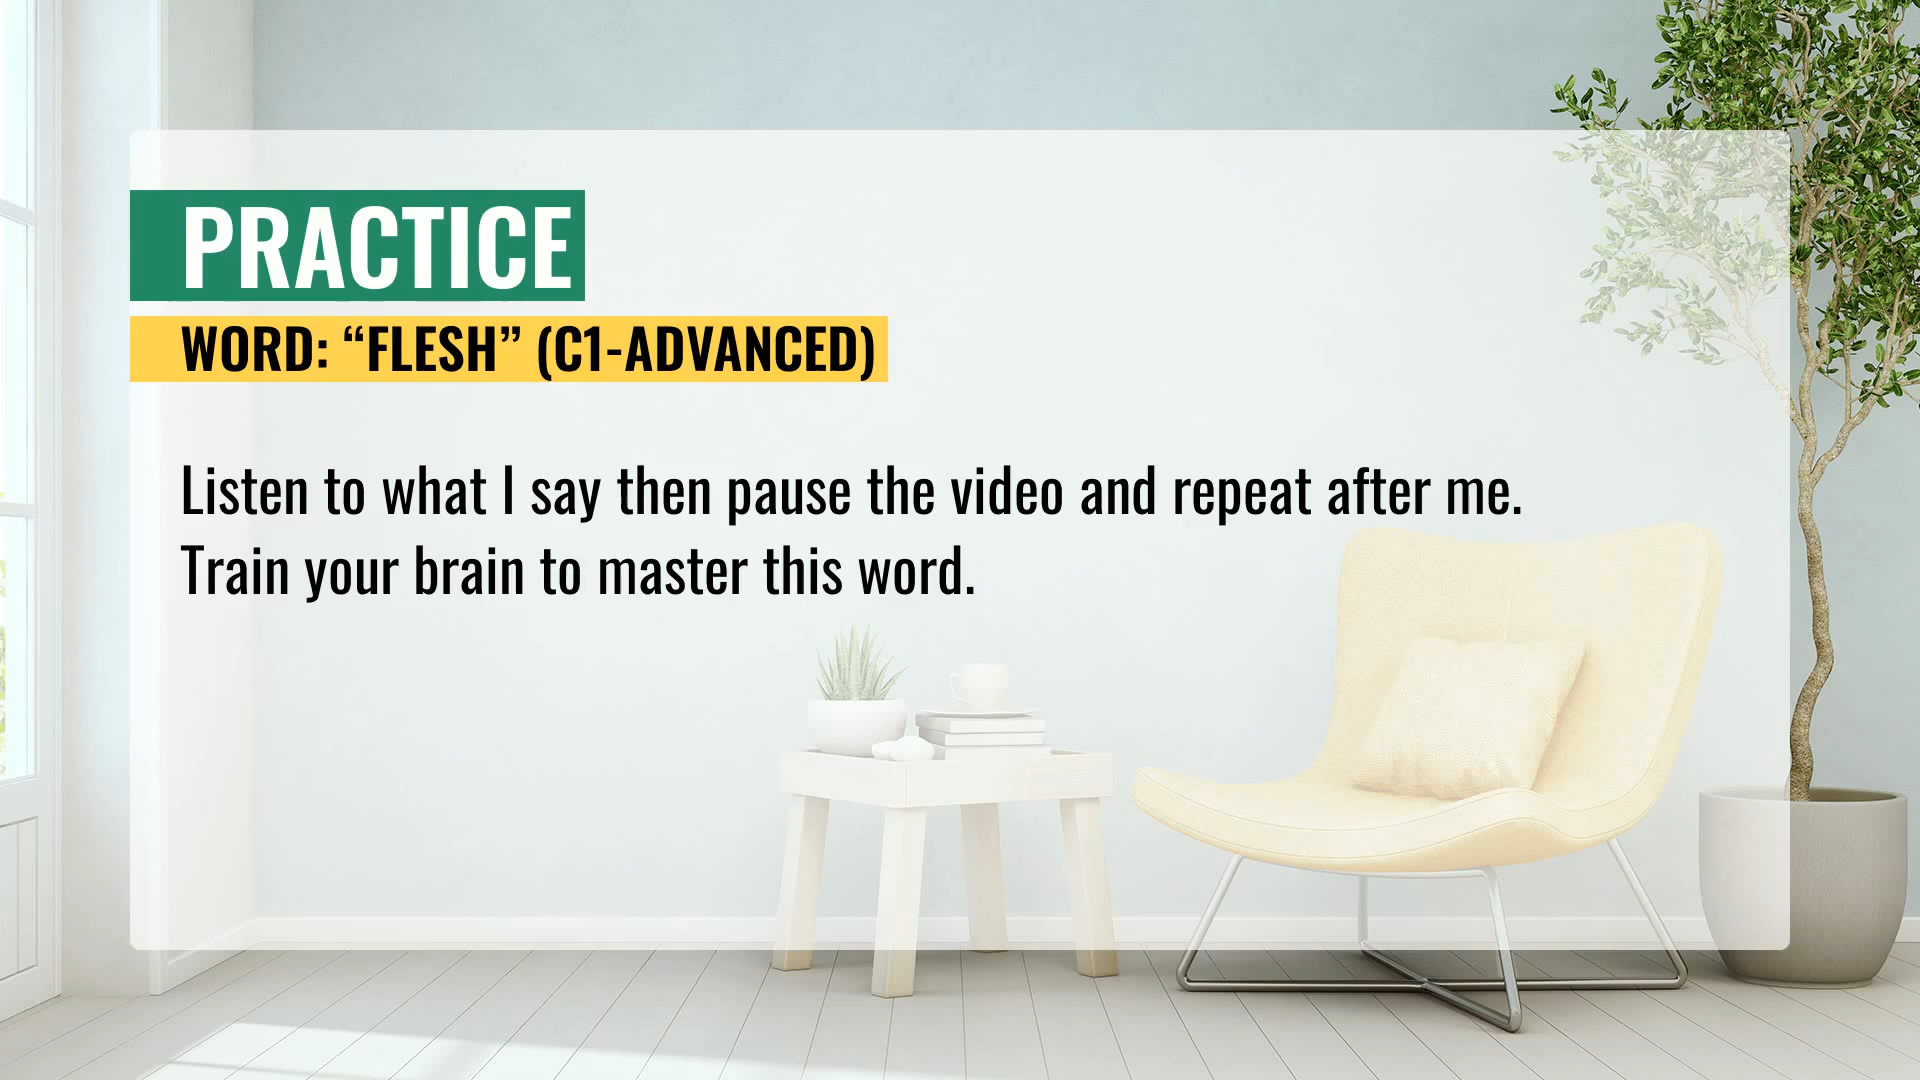 PRACTICE
WORD: “FLESH” (C1-ADVANCED)
Listen to what I say then pause the video and repeat after me.
Train your brain to master this word.